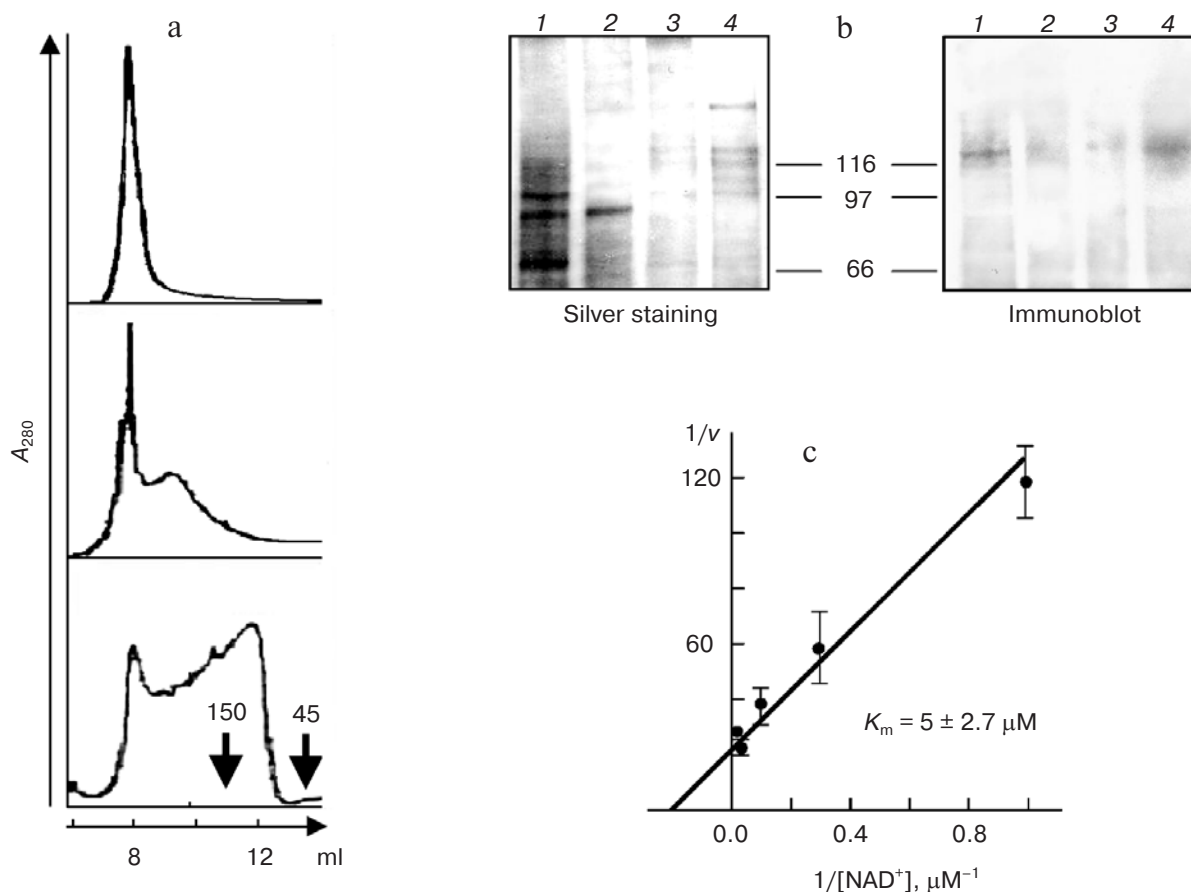 a
A280
150
45
8
12
ml
b
1 2 3 4
1 2 3 4
116
97
66
Silver staining
Immunoblot
c
1/v
120
60
Km = 5 ± 2.7 μM
0.0
0.4
0.8
1/[NAD+], μM−1